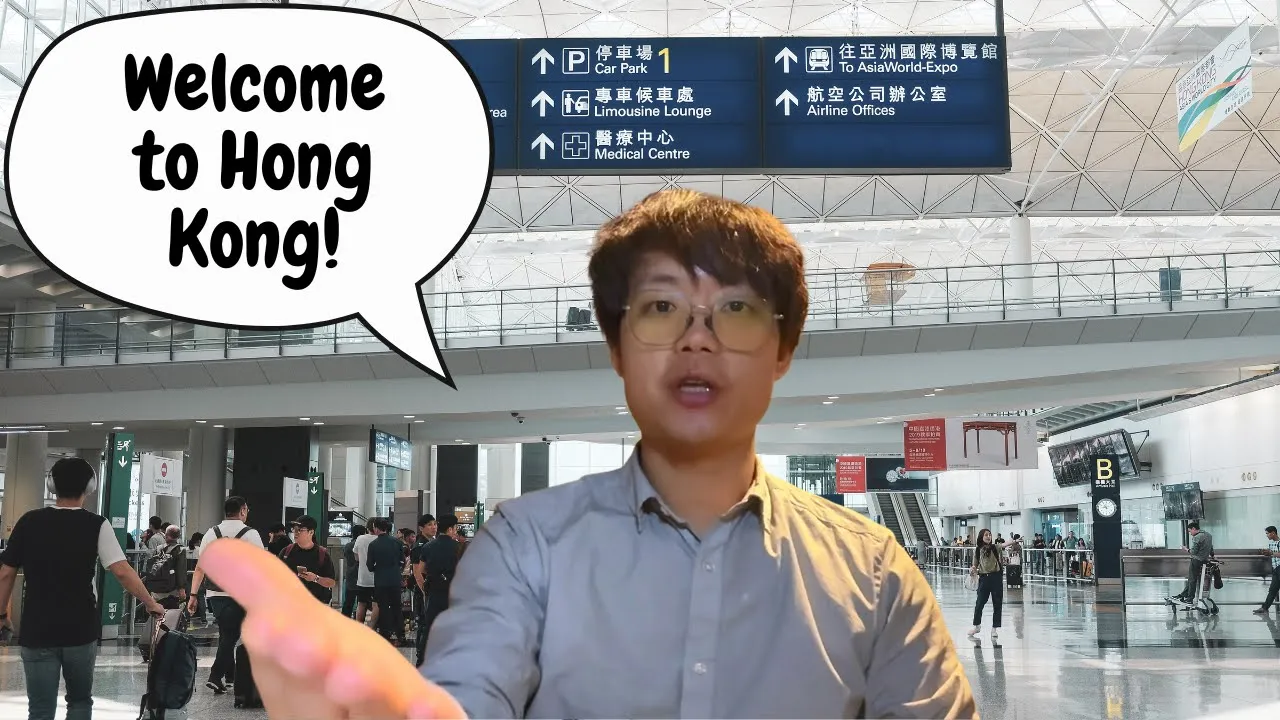 Welcome
to Hong
Kong!
rea
停車場 1
Car Park
專車候車處
Limousine Lounge
醫療中心
Medical Centre
往亞洲國際博覽館
To AsiaWorld-Expo
航空公司辦公室
Airline Offices
B